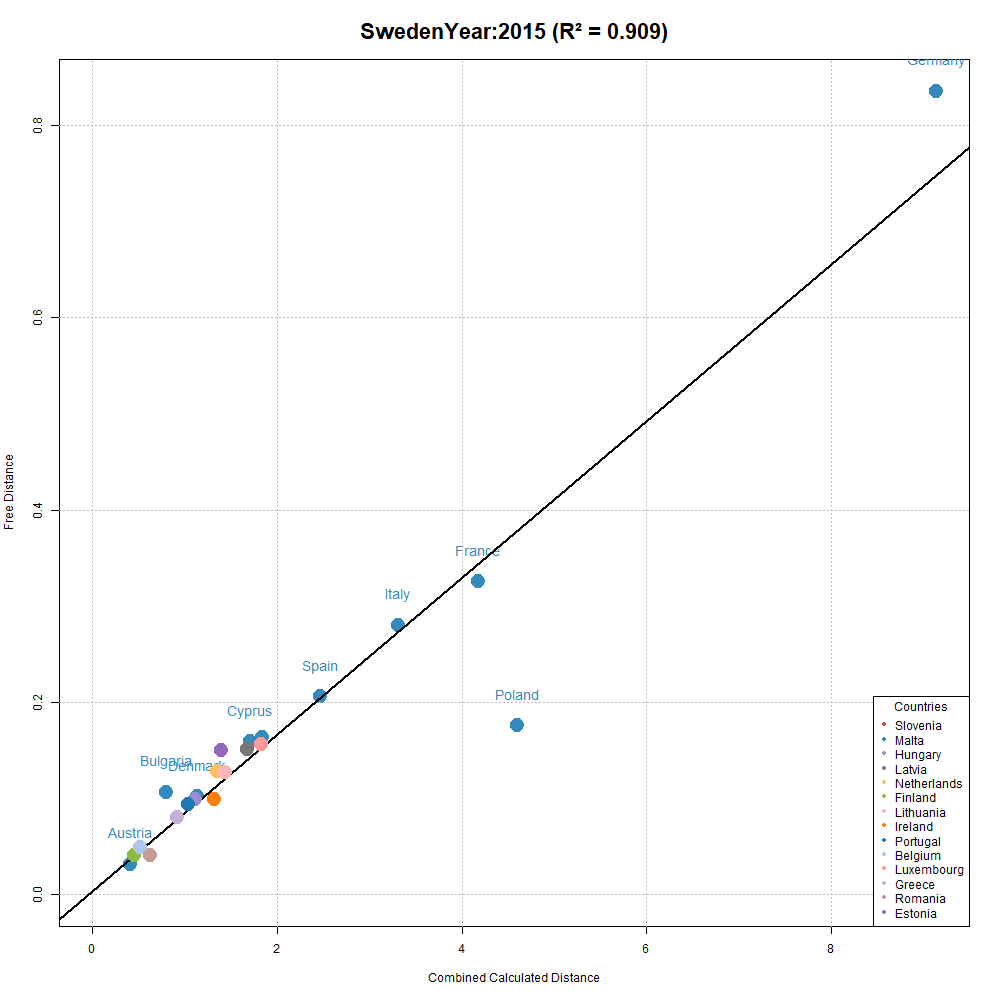 SwedenYear:2015 (R² = 0.909)
Germany
0.8
0.6
Free Distance
0.4
France
Italy
Spain
Poland
0.2
Cyprus
Bulgaria
Denmark
Austria
0.0
Countries
Slovenia
Malta
Hungary
Latvia
Netherlands
Finland
Lithuania
Ireland
Portugal
Belgium
Luxembourg
Greece
Romania
Estonia
0 2 4 6 8
Combined Calculated Distance